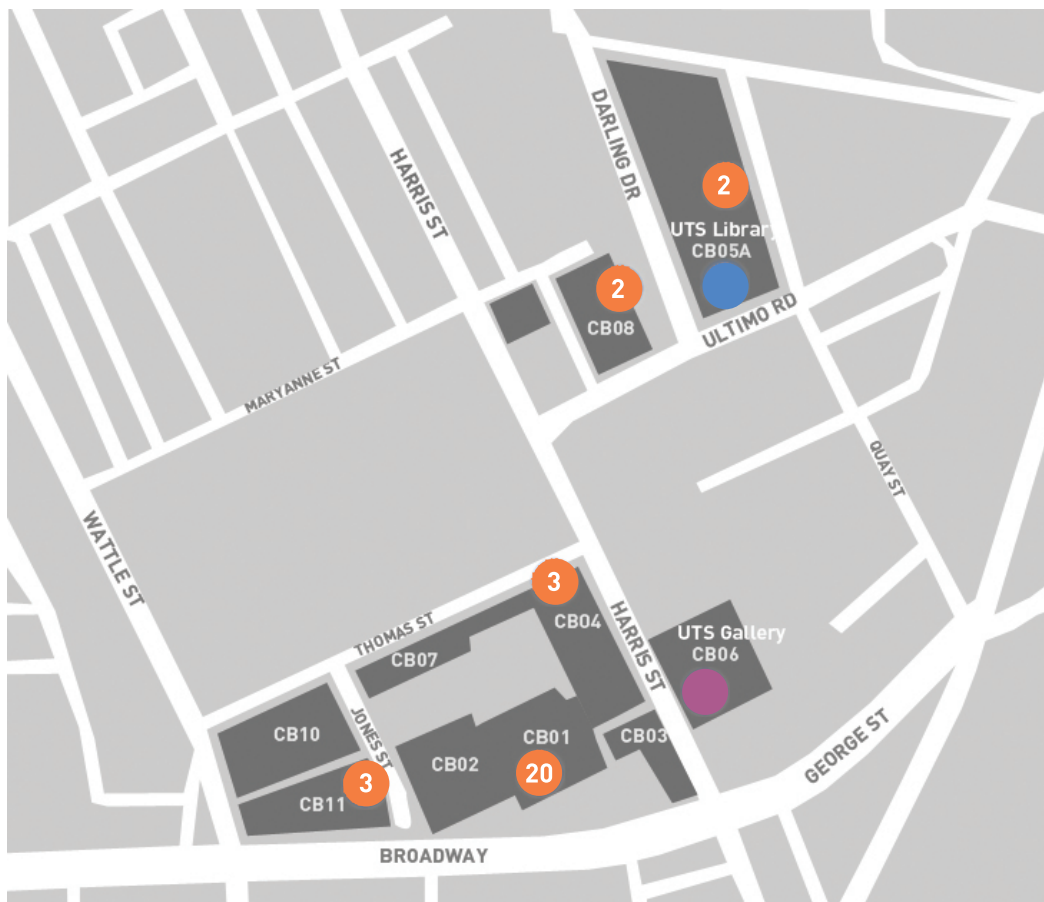 DARLING DR
HARRIS ST
2
UTS Library
CB05A
2
CB08
ULTIMO RD
MARYANNE ST
QUAY ST
WATTLE ST
3
THOMAS ST
CB04
HARRIS ST
UTS Gallery
CB06
CB07
JONES ST
CB10
CB01
CB03
CB02
20
3
CB11
GEORGE ST
BROADWAY